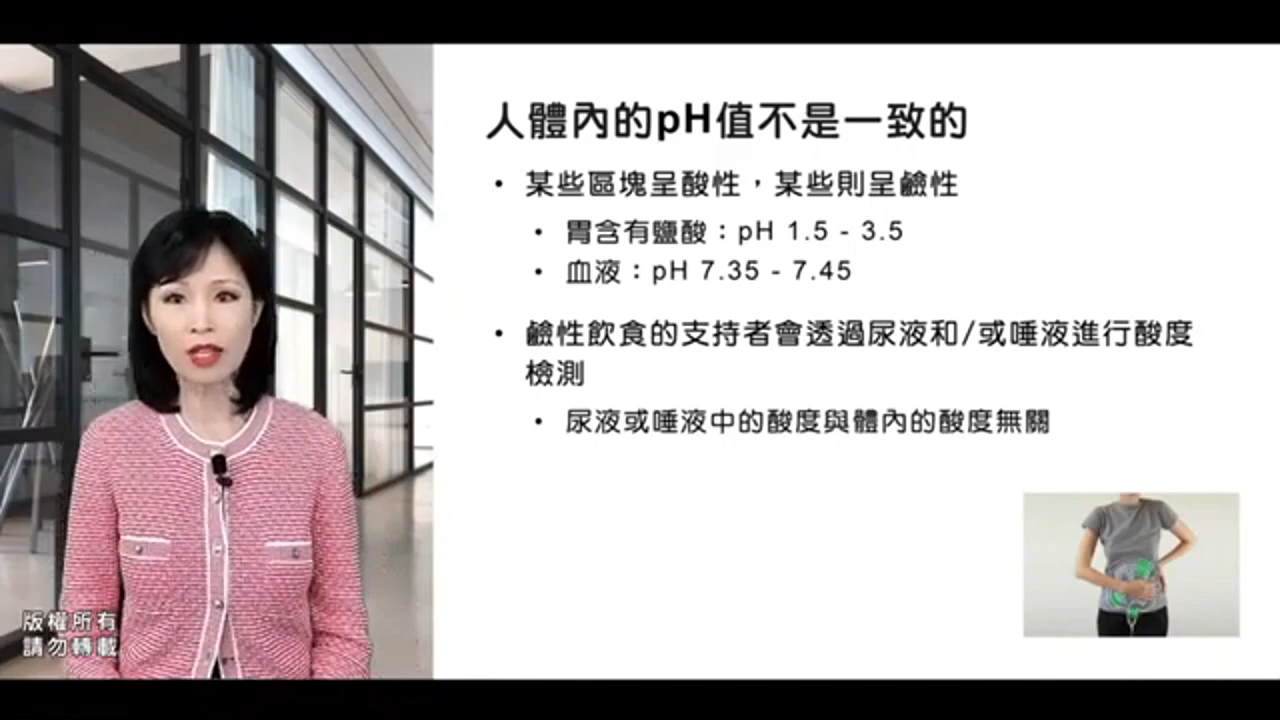 人體內的pH值不是一致的
• 某些區塊呈酸性，某些則呈鹼性
• 胃含有鹽酸：pH 1.5 - 3.5
• 血液：pH 7.35 - 7.45
• 鹼性飲食的支持者會透過尿液和/或唾液進行酸度
檢測
• 尿液或唾液中的酸度與體內的酸度無關
版權所有
請勿轉載